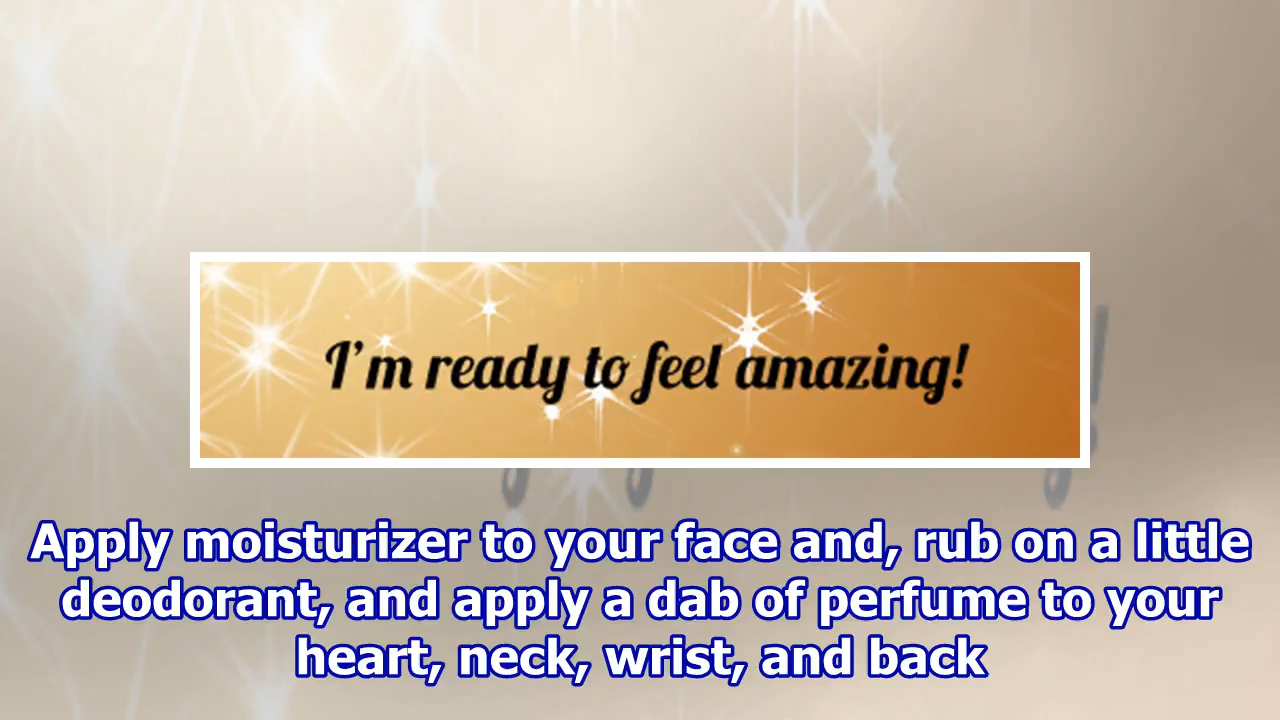 I'm ready to feel amazing!
Apply moisturizer to your face and, rub on a little
deodorant, and apply a dab of perfume to your
heart, neck, wrist, and back